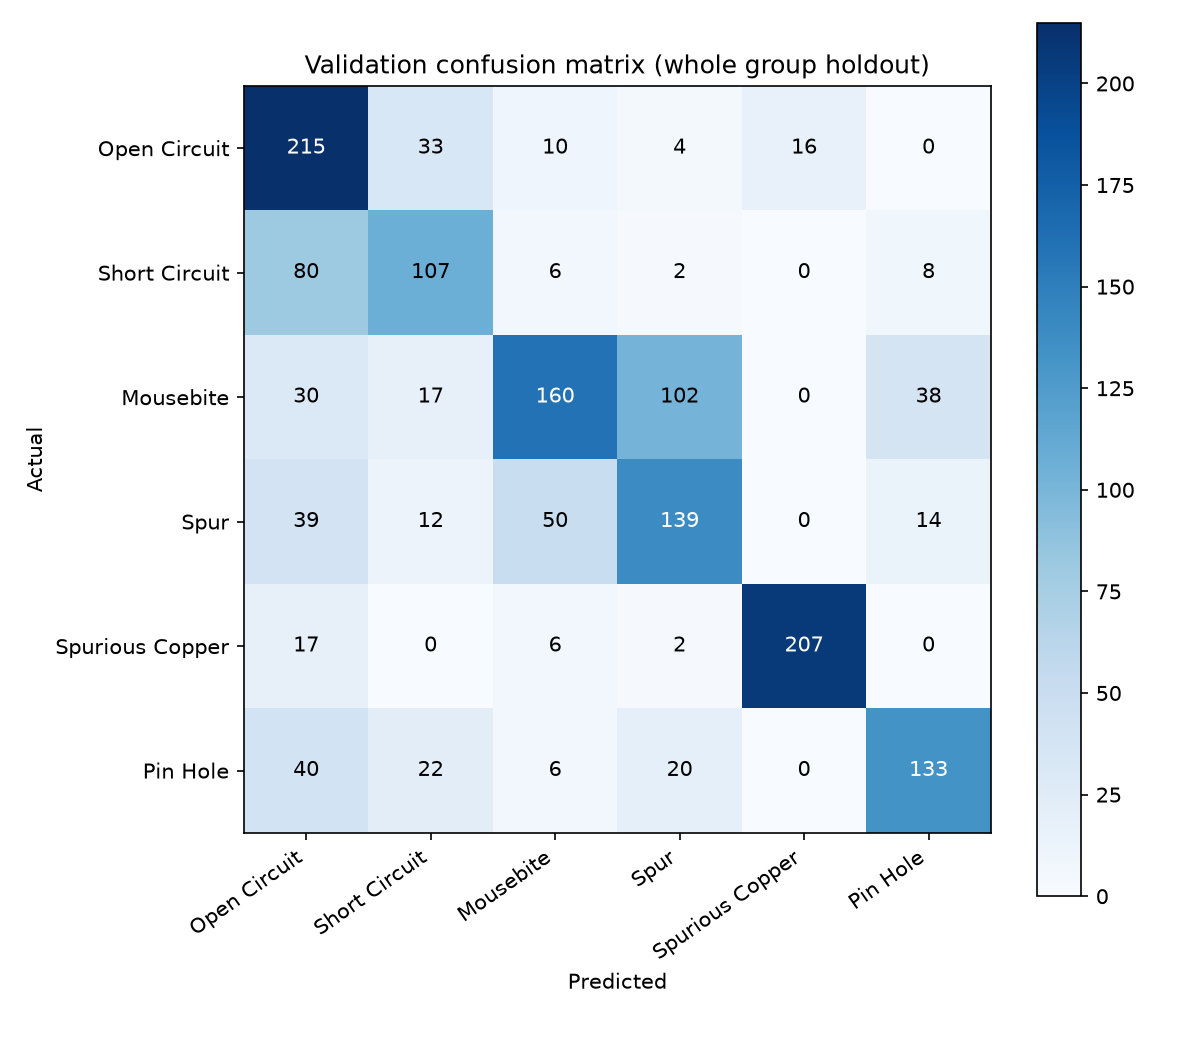 Validation confusion matrix (whole group holdout)
Actual
Open Circuit 215 33 10 4 16 0
Short Circuit 80 107 6 2 0 8
Mousebite 30 17 160 102 0 38
Spur 39 12 50 139 0 14
Spurious Copper 17 0 6 2 207 0
Pin Hole 40 22 6 20 0 133
Open Circuit Short Circuit Mousebite Spur Spurious Copper Pin Hole
Predicted
200
175
150
125
100
75
50
25
0